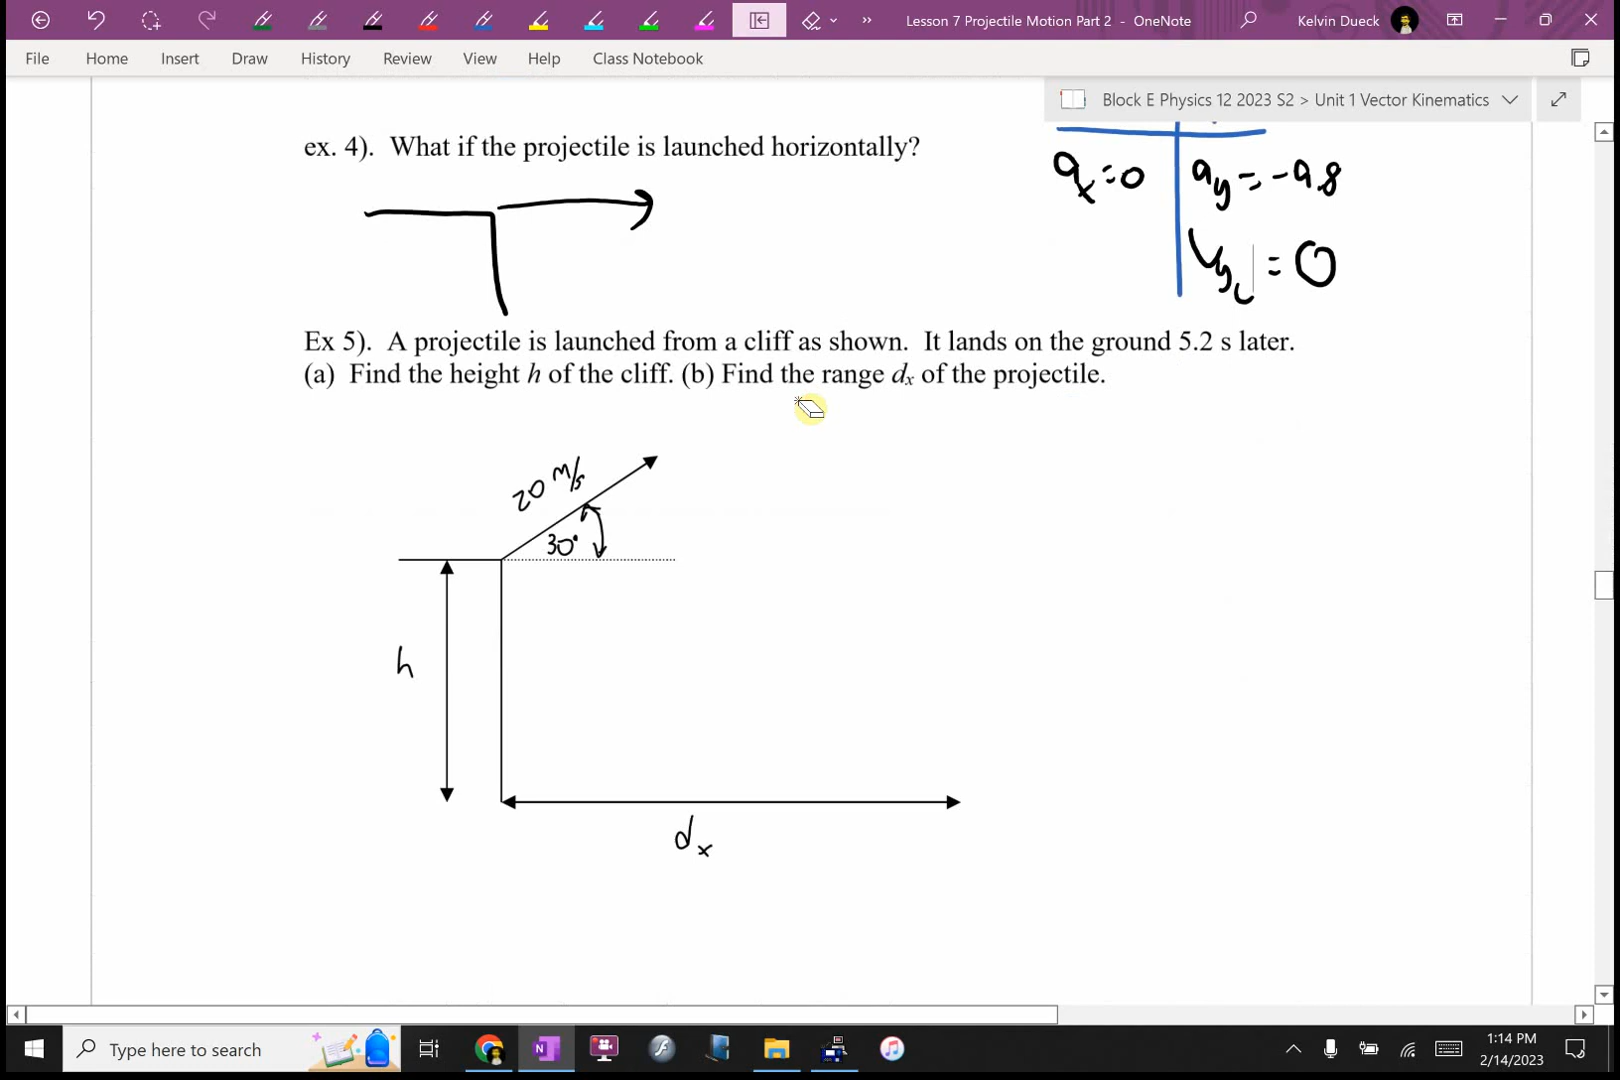 Lesson 7 Projectile Motion Part 2 - OneNote
Kelvin Dueck
File Home Insert Draw History Review View Help Class Notebook
Block E Physics 12 2023 S2 > Unit 1 Vector Kinematics
ex. 4). What if the projectile is launched horizontally?
ax = 0
ay = -9.8
Vyi = 0
Ex 5). A projectile is launched from a cliff as shown. It lands on the ground 5.2 s later.
(a) Find the height h of the cliff. (b) Find the range dx of the projectile.
20 m/s
30°
h
dx
Type here to search
N
1:14 PM
2/14/2023